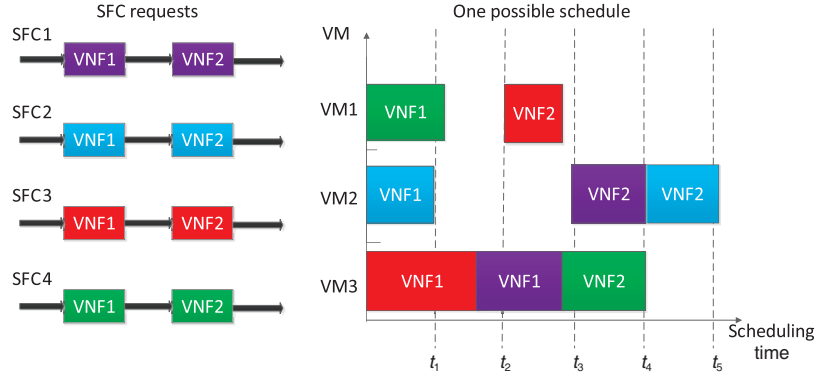 SFC requests
One possible schedule
SFC1
VNF1 VNF2
SFC2
VNF1 VNF2
SFC3
VNF1 VNF2
SFC4
VNF1 VNF2
VM
VM1
VNF1 VNF2
VM2
VNF1 VNF2 VNF2
VM3
VNF1 VNF1 VNF2
Scheduling
time
t1 t2 t3 t4 t5